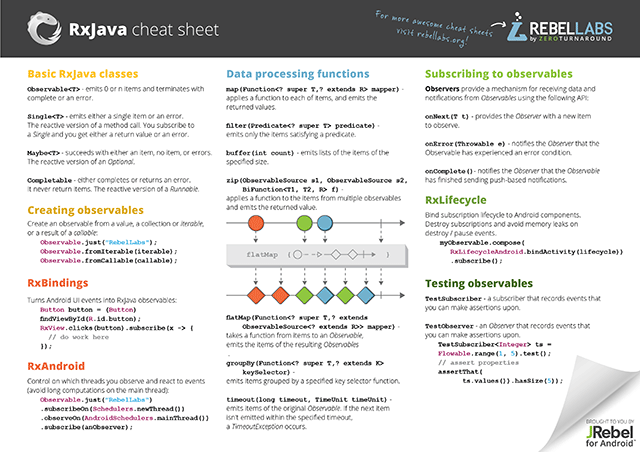 RxJava cheat sheet
For more awesome cheat sheets
visit rebellabs.org!
REBELLABS
by ZEROTURNAROUND
Basic RxJava classes
Observable<T> - emits 0 or n items and terminates with
complete or an error.
Single<T> - emits either a single item or an error.
The reactive version of a method call. You subscribe to
a Single and you get either a return value or an error.
Maybe<T> - succeeds with either an item, no item, or errors.
The reactive version of an Optional.
Completable - either completes or returns an error.
it never return items. The reactive version of a Runnable.
Creating observables
Create an observable from a value, a collection or iterable,
or a result of a callable:
Observable.just("RebelLabs");
Observable.fromIterable(iterable);
Observable.fromCallable(callable);
RxBindings
Turns Android UI events into RxJava observables:
Button button = (Button)
findViewById(R.id.button);
RxView.clicks(button).subscribe(x -> {
// do work here
});
RxAndroid
Control on which threads you observe and react to events
(avoid long computations on the main thread):
Observable.just("RebelLabs")
.subscribeOn(Schedulers.newThread())
.observeOn(AndroidSchedulers.mainThread())
.subscribe(anObserver);
Data processing functions
map(Function<? super T,? extends R> mapper) -
applies a function to each of items, and emits the
returned values.
filter(Predicate<? super T> predicate) -
emits only the items satisfying a predicate.
buffer(int count) - emits lists of the items of the
specified size.
zip(ObservableSource s1, ObservableSource s2,
BiFunction<T1, T2, R> f) -
applies a function to the items from multiple observables
and emits the returned value.
flatMap { }
flatMap(Function<? super T,? extends
ObservableSource<? extends R>> mapper) -
takes a function from items to an Observable,
emits the items of the resulting Observables
.
groupBy(Function<? super T,? extends K>
keySelector) -
emits items grouped by a specified key selector function.
timeout(long timeout, TimeUnit timeUnit) -
emits items of the original Observable. If the next item
isn't emitted within the specified timeout,
a TimeoutException occurs.
Subscribing to observables
Observers provide a mechanism for receiving data and
notifications from Observables using the following API:
onNext(T t) - provides the Observer with a new item
to observe.
onError(Throwable e) - notifies the Observer that the
Observable has experienced an error condition.
onComplete() - notifies the Observer that the Observable
has finished sending push-based notifications.
RxLifecycle
Bind subscription lifecycle to Android components.
Destroy subscriptions and avoid memory leaks on
destroy / pause events.
myObservable.compose(
RxLifecycleAndroid.bindActivity(lifecycle))
.subscribe();
Testing observables
TestSubscriber - a subscriber that records events that
you can make assertions upon.
TestObserver - an Observer that records events that
you can make assertions upon.
TestSubscriber<Integer> ts =
Flowable.range(1, 5).test();
// assert properties
assertThat(
ts.values()).hasSize(5));
BROUGHT TO YOU BY
JRebel
for Android